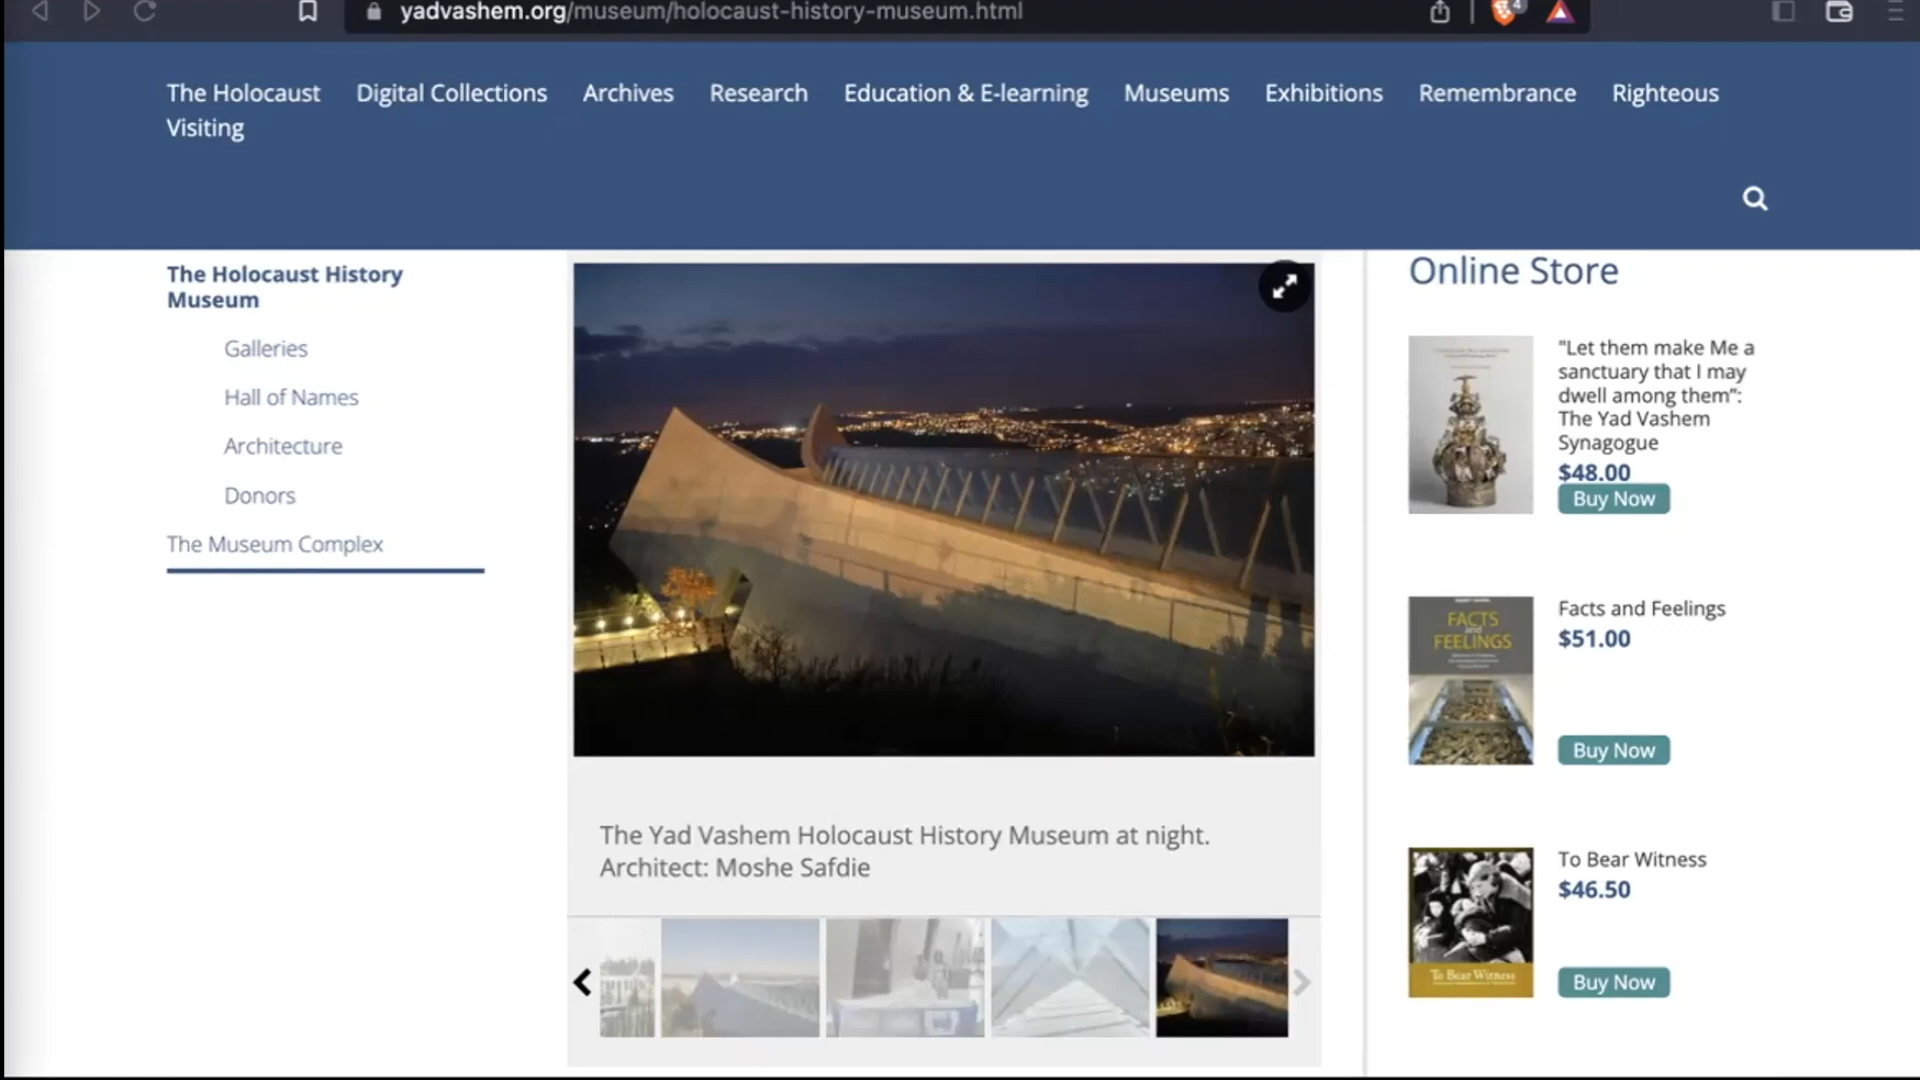 yadvashem.org/museum/holocaust-history-museum.html
4
The Holocaust Digital Collections Archives Research Education & E-learning Museums Exhibitions Remembrance Righteous
Visiting
The Holocaust History
Museum
Galleries
Hall of Names
Architecture
Donors
The Museum Complex
The Yad Vashem Holocaust History Museum at night.
Architect: Moshe Safdie
Online Store
"Let them make Me a
sanctuary that I may
dwell among them":
The Yad Vashem
Synagogue
$48.00
Buy Now
FACTS
and
FEELINGS
Facts and Feelings
$51.00
Buy Now
To Bear Witness
To Bear Witness
$46.50
Buy Now